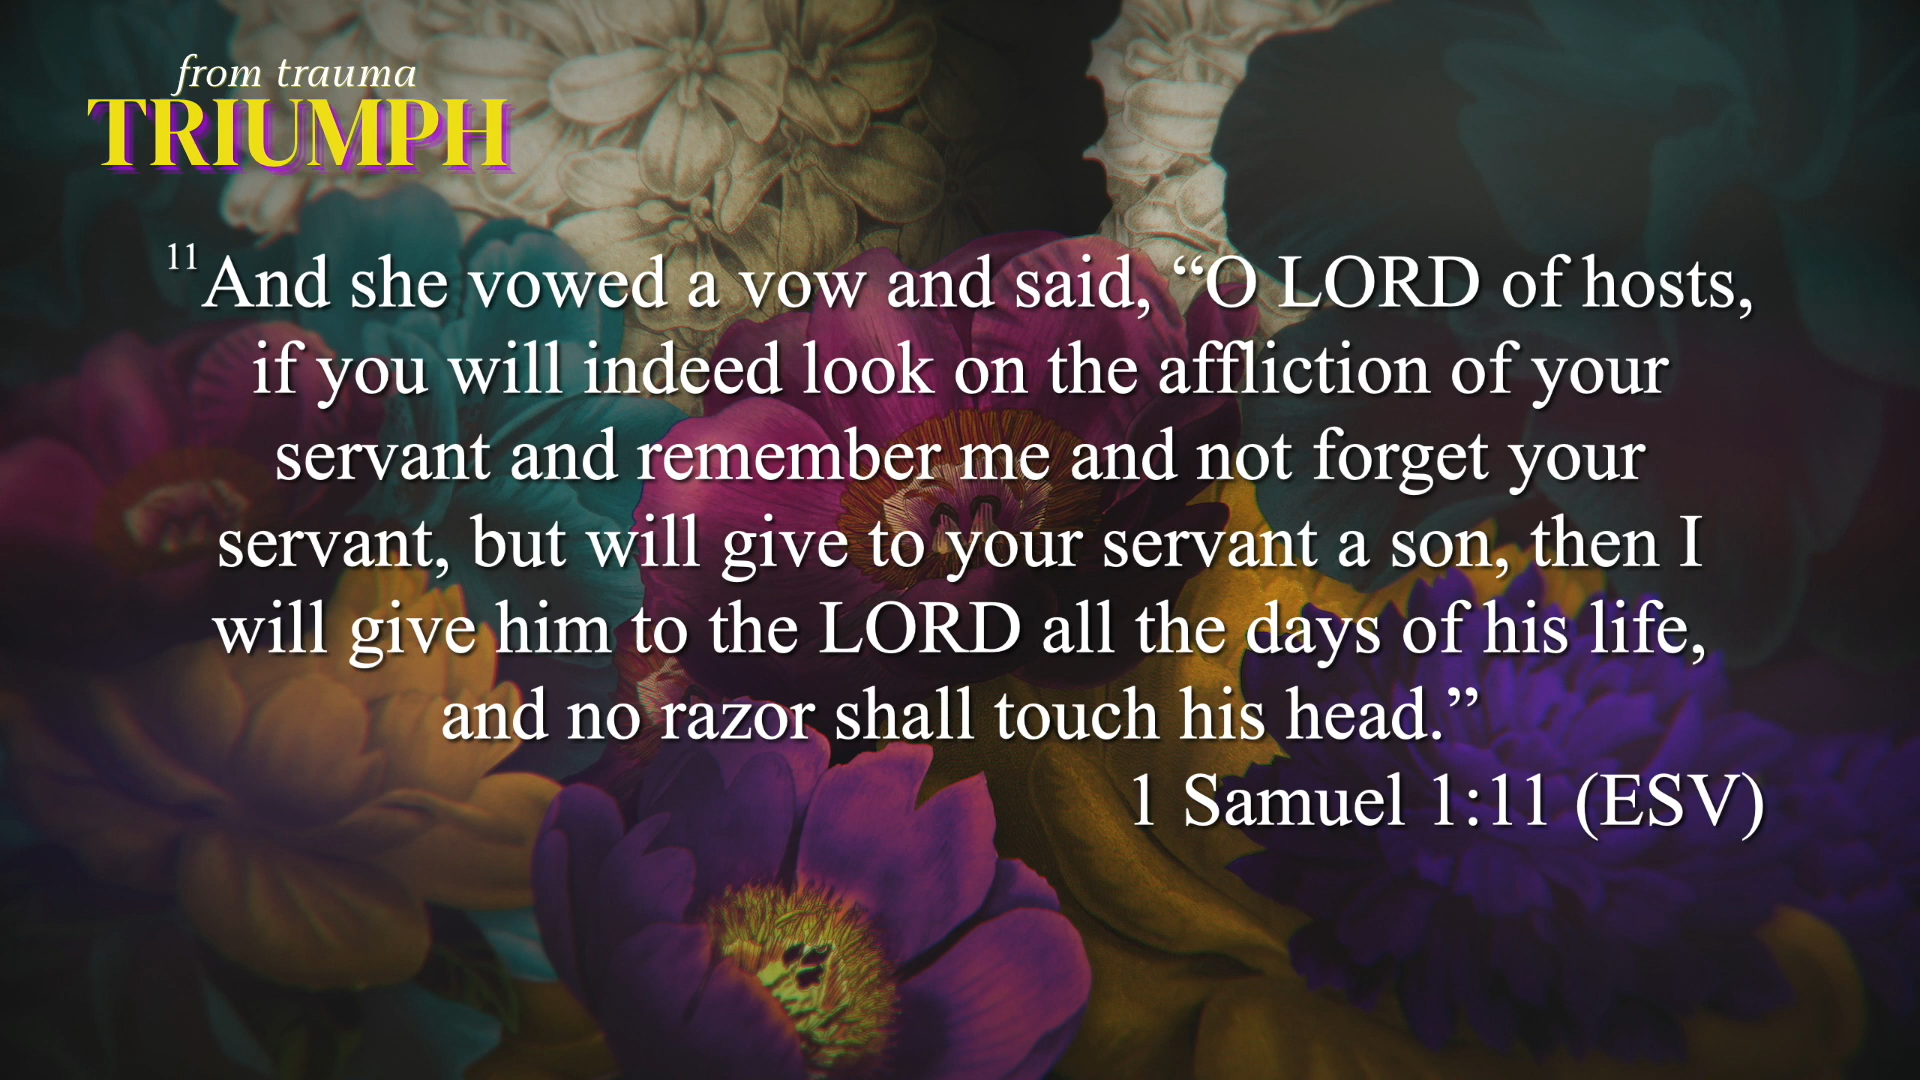 from trauma
TRIUMPH
11And she vowed a vow and said, “O LORD of hosts,
if you will indeed look on the affliction of your
servant and remember me and not forget your
servant, but will give to your servant a son, then I
will give him to the LORD all the days of his life,
and no razor shall touch his head.”
1 Samuel 1:11 (ESV)